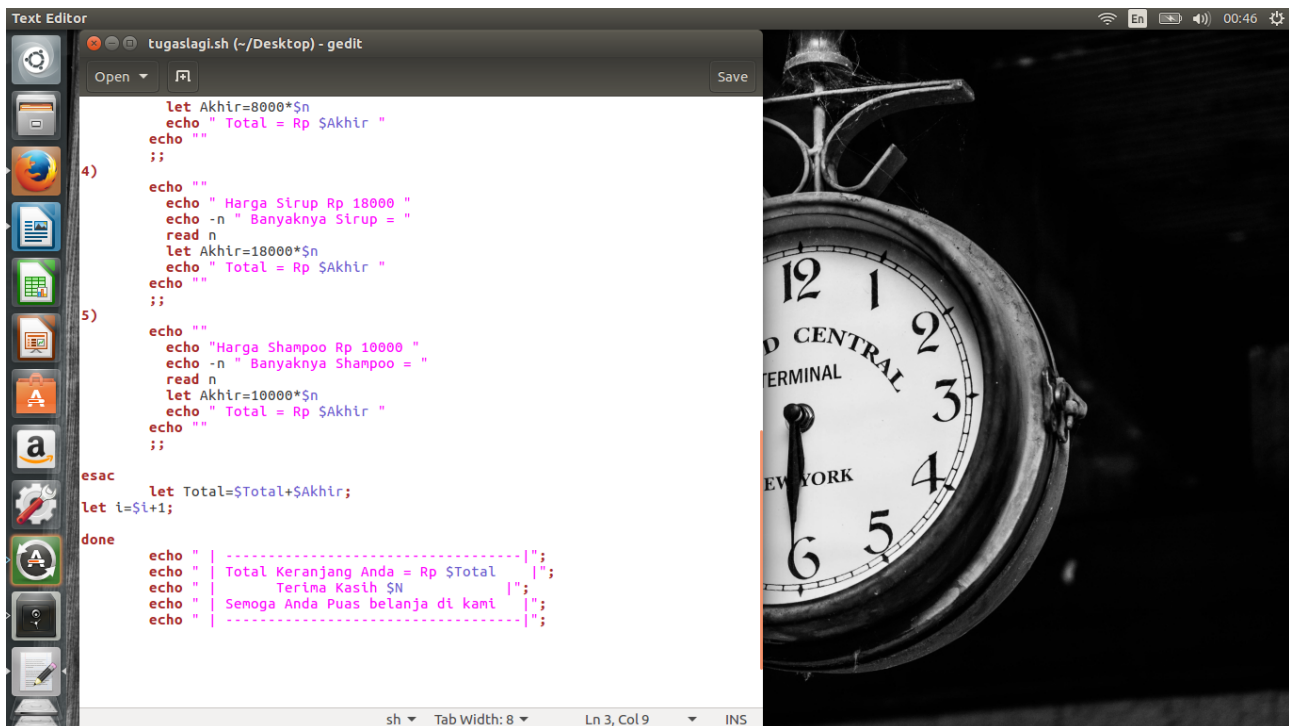 Text Editor
En
00:46
tugaslagi.sh (~/Desktop) - gedit
Open
Save
let Akhir=8000*$n
echo " Total = Rp $Akhir "
echo ""
;;
4)
echo ""
echo " Harga Sirup Rp 18000 "
echo -n " Banyaknya Sirup = "
read n
let Akhir=18000*$n
echo " Total = Rp $Akhir "
echo ""
;;
5)
echo ""
echo "Harga Shampoo Rp 10000 "
echo -n " Banyaknya Shampoo = "
read n
let Akhir=10000*$n
echo " Total = Rp $Akhir "
echo ""
;;
esac
let Total=$Total+$Akhir;
let i=$i+1;
done
echo " | -----------------------------------|";
echo " | Total Keranjang Anda = Rp $Total    |";
echo " |       Terima Kasih $N            |";
echo " | Semoga Anda Puas belanja di kami   |";
echo " | -----------------------------------|";
sh
Tab Width: 8
Ln 3, Col 9
INS
a
12
1
2
3
4
5
6
D CENTRAL
TERMINAL
EW YORK